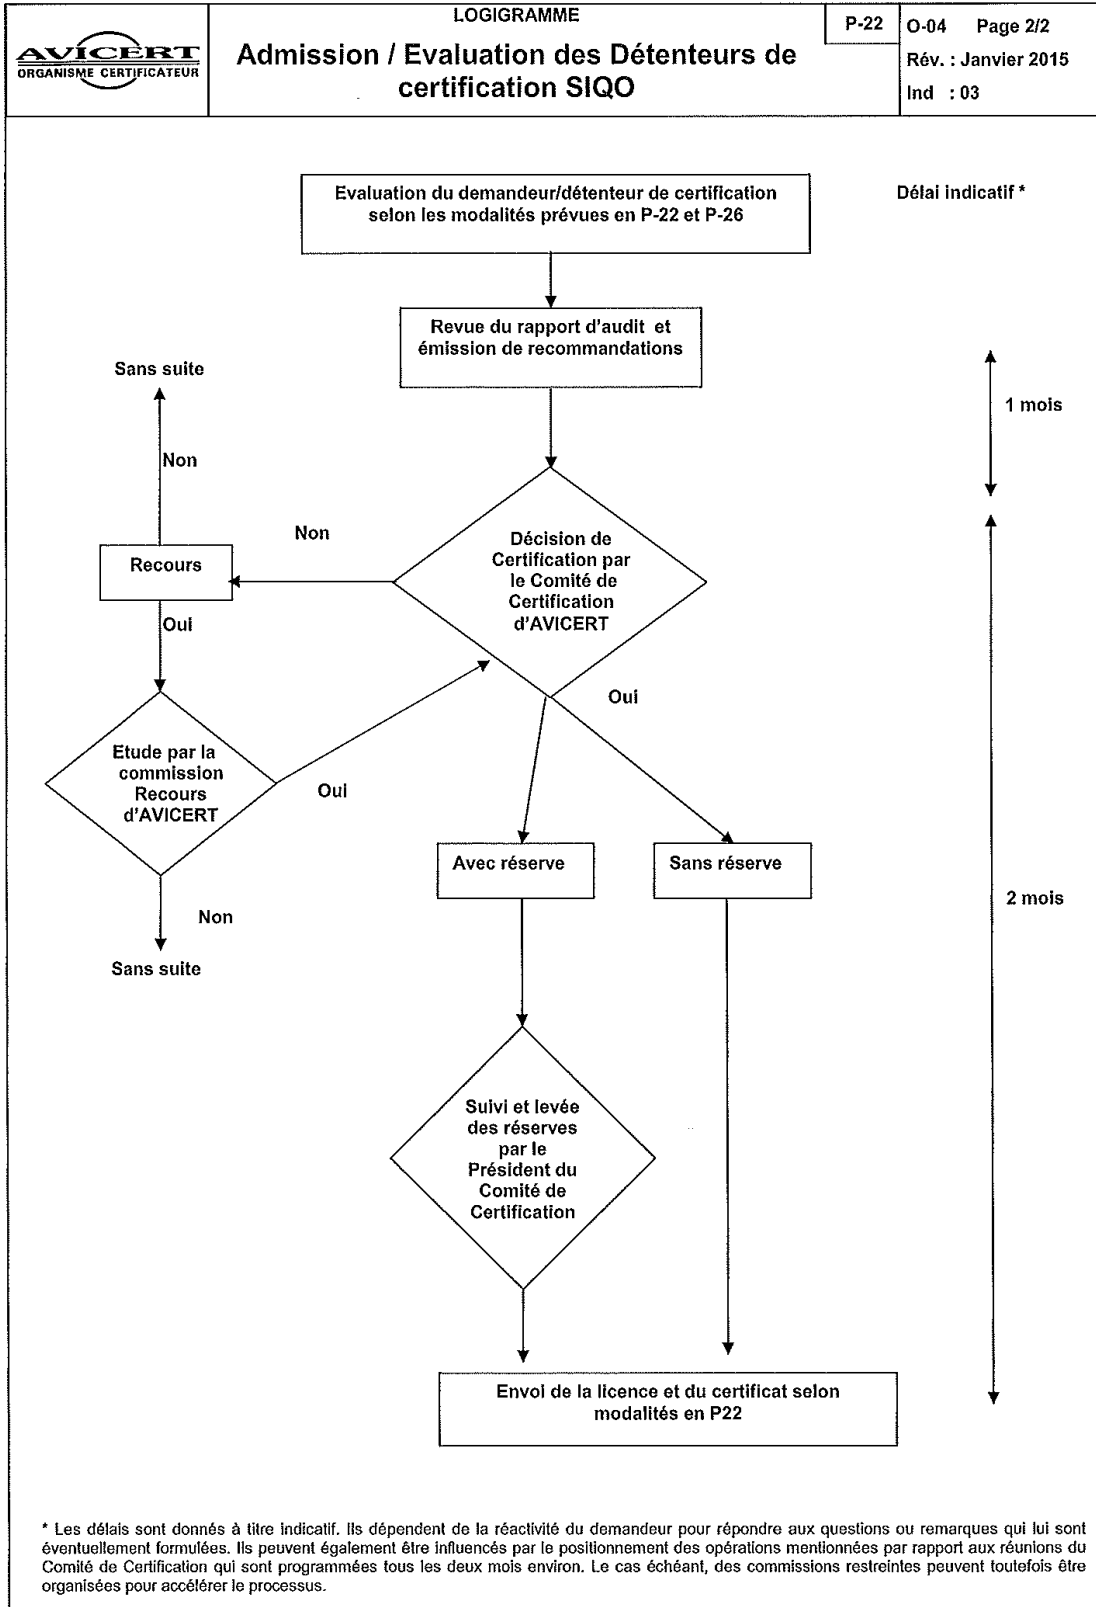 AVICERT
ORGANISME CERTIFICATEUR
LOGIGRAMME
Admission / Evaluation des Détenteurs de
certification SIQO
P-22
O-04 Page 2/2
Rév. : Janvier 2015
Ind : 03
Evaluation du demandeur/détenteur de certification
selon les modalités prévues en P-22 et P-26
Délai indicatif *
Revue du rapport d'audit et
émission de recommandations
Sans suite
1 mois
Non
Non
Recours
Décision de
Certification par
le Comité de
Certification
d'AVICERT
Oui
Oui
Etude par la
commission
Recours
d'AVICERT
Oui
Avec réserve
Sans réserve
2 mois
Non
Sans suite
Suivi et levée
des réserves
par le
Président du
Comité de
Certification
Envoi de la licence et du certificat selon
modalités en P22
* Les délais sont donnés à titre indicatif. Ils dépendent de la réactivité du demandeur pour répondre aux questions ou remarques qui lui sont
éventuellement formulées. Ils peuvent également être influencés par le positionnement des opérations mentionnées par rapport aux réunions du
Comité de Certification qui sont programmées tous les deux mois environ. Le cas échéant, des commissions restreintes peuvent toutefois être
organisées pour accélérer le processus.